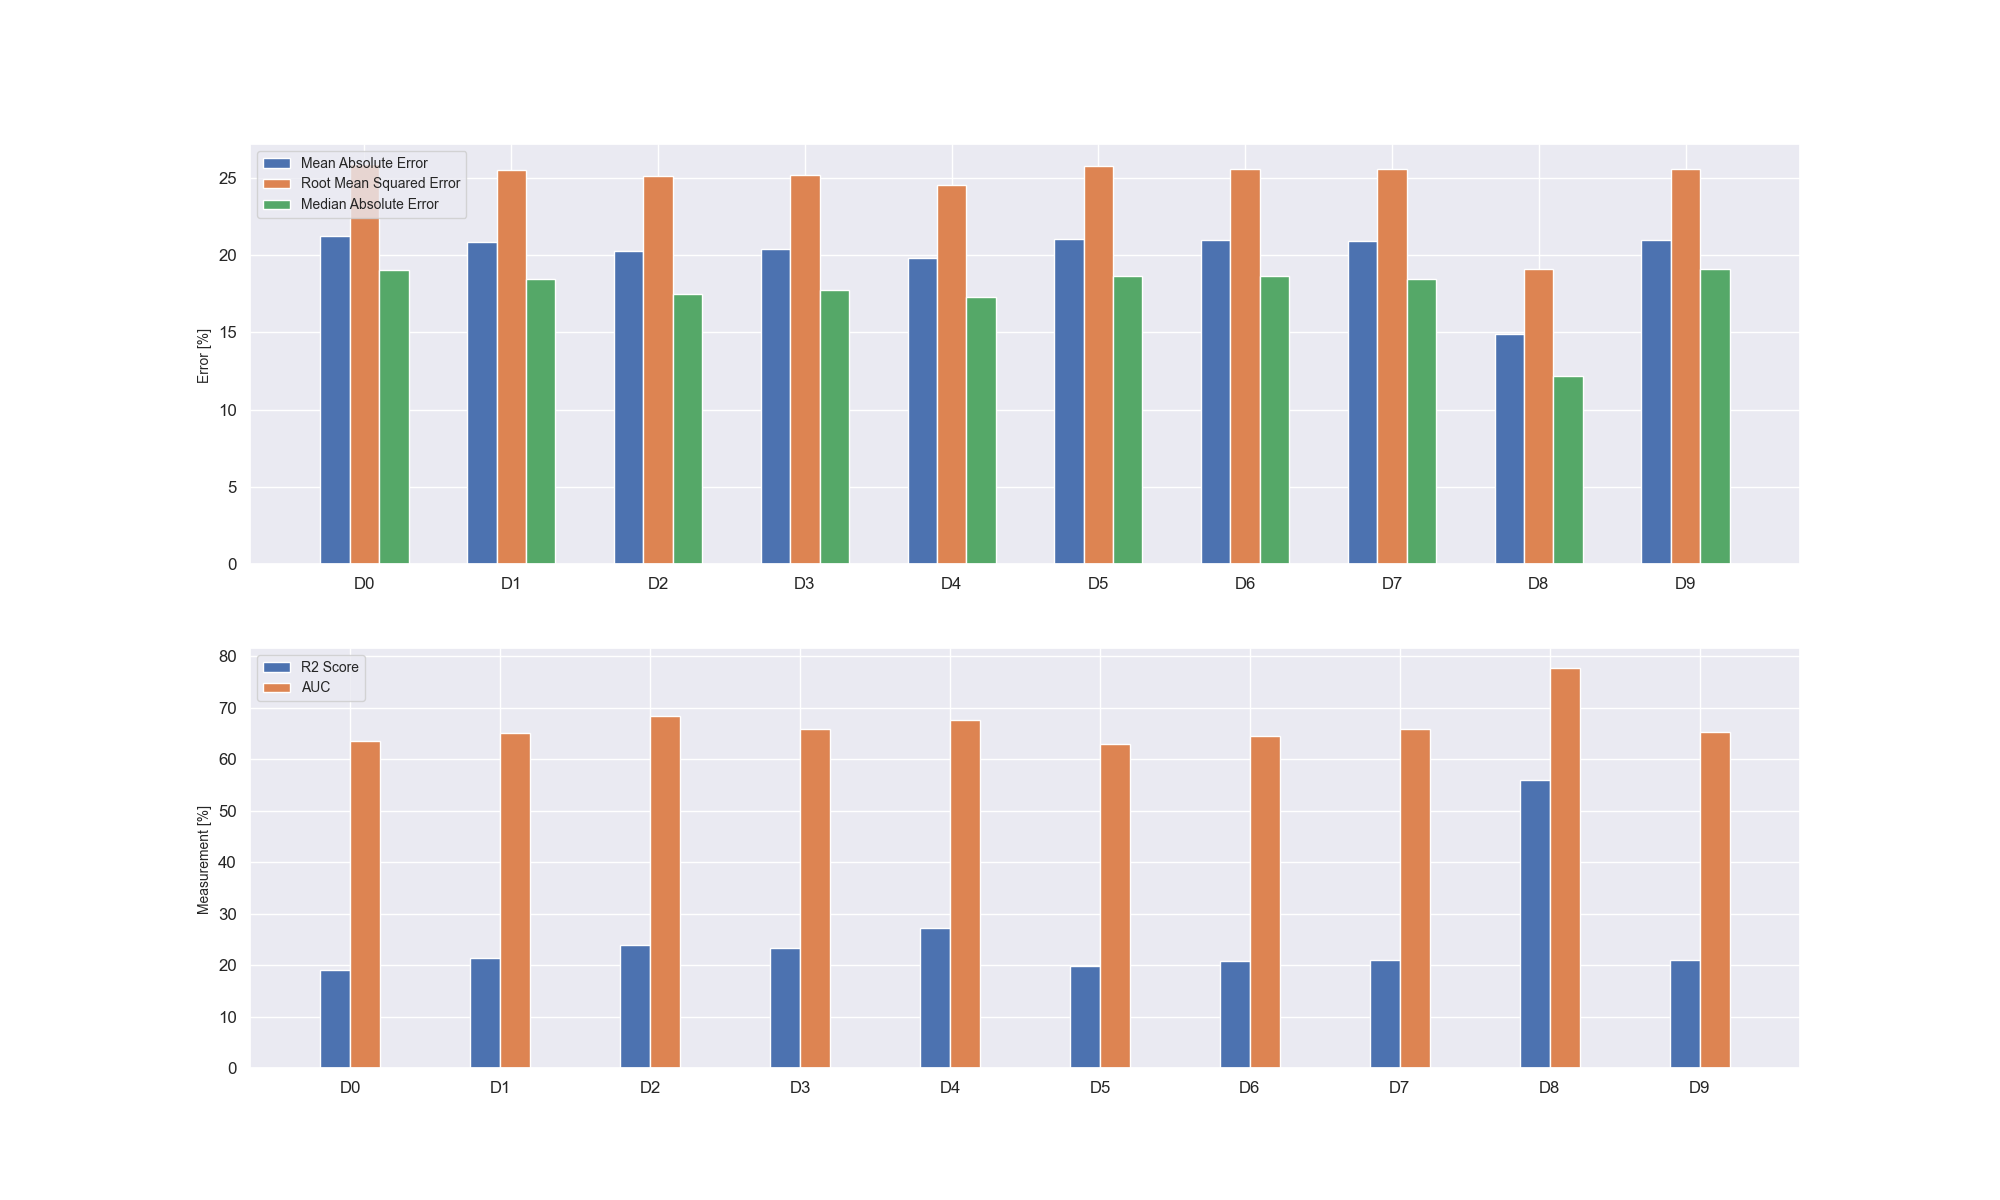 Mean Absolute Error
Root Mean Squared Error
Median Absolute Error
25
20
15
10
5
0
Error [%]
D0 D1 D2 D3 D4 D5 D6 D7 D8 D9
R2 Score
AUC
80
70
60
50
40
30
20
10
0
Measurement [%]
D0 D1 D2 D3 D4 D5 D6 D7 D8 D9